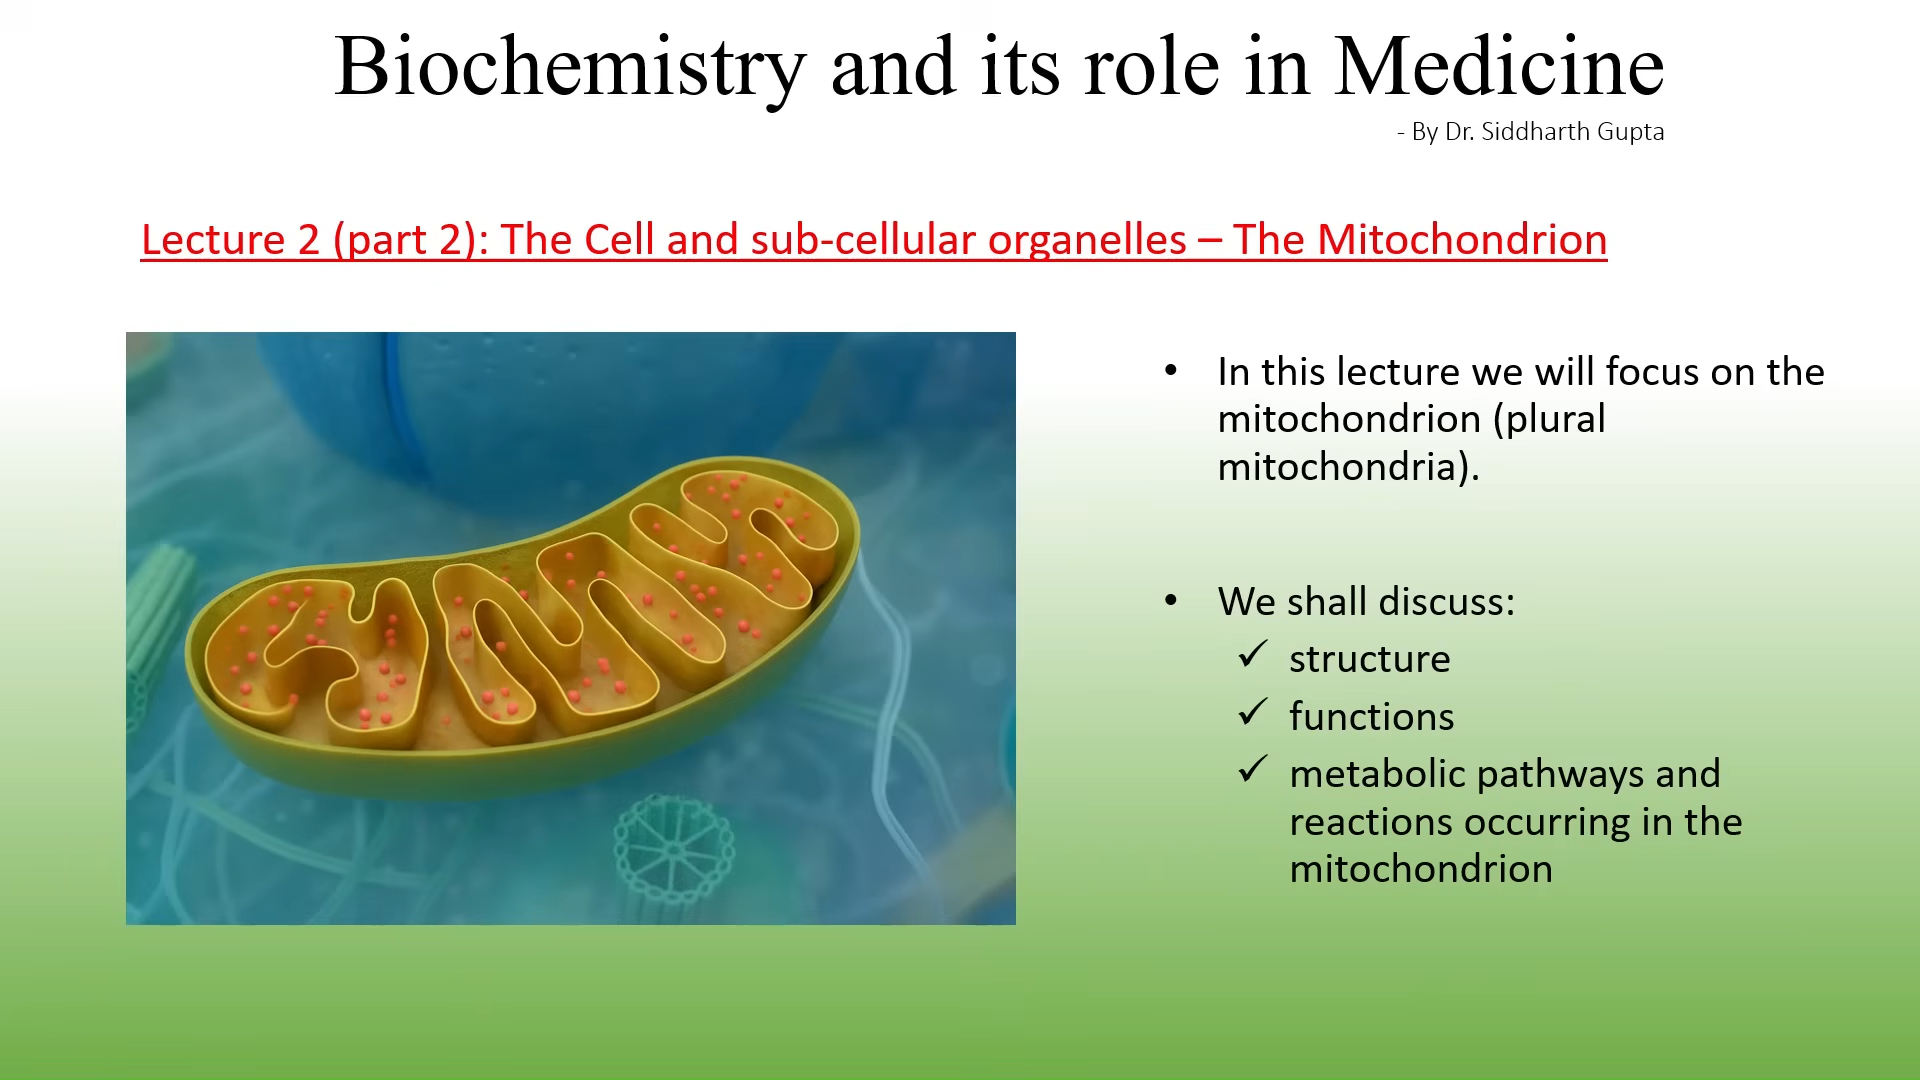 Biochemistry and its role in Medicine
- By Dr. Siddharth Gupta
Lecture 2 (part 2): The Cell and sub-cellular organelles – The Mitochondrion
• In this lecture we will focus on the
mitochondrion (plural
mitochondria).
• We shall discuss:
✓ structure
✓ functions
✓ metabolic pathways and
reactions occurring in the
mitochondrion